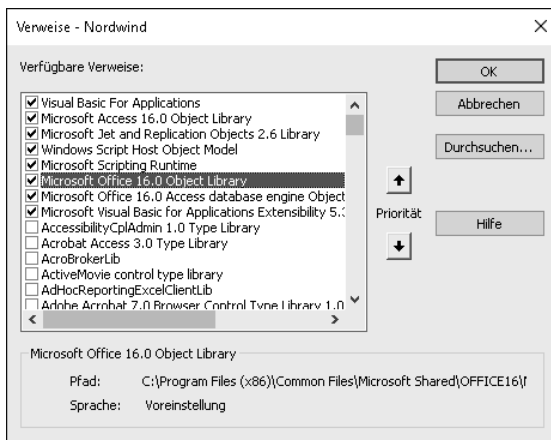 Verweise - Nordwind
Verfügbare Verweise:
Visual Basic For Applications
Microsoft Access 16.0 Object Library
Microsoft Jet and Replication Objects 2.6 Library
Windows Script Host Object Model
Microsoft Scripting Runtime
Microsoft Office 16.0 Object Library
Microsoft Office 16.0 Access database engine Object
Microsoft Visual Basic for Applications Extensibility 5.
AccessibilityCplAdmin 1.0 Type Library
Acrobat Access 3.0 Type Library
AcroBrokerLib
ActiveMovie control type library
AdHocReportingExcelClientLib
Adobe Acrobat 7.0 Browser Control Type Library 1.0
OK
Abbrechen
Durchsuchen...
Priorität
Hilfe
Microsoft Office 16.0 Object Library
Pfad: C:\Program Files (x86)\Common Files\Microsoft Shared\OFFICE16\
Sprache: Voreinstellung